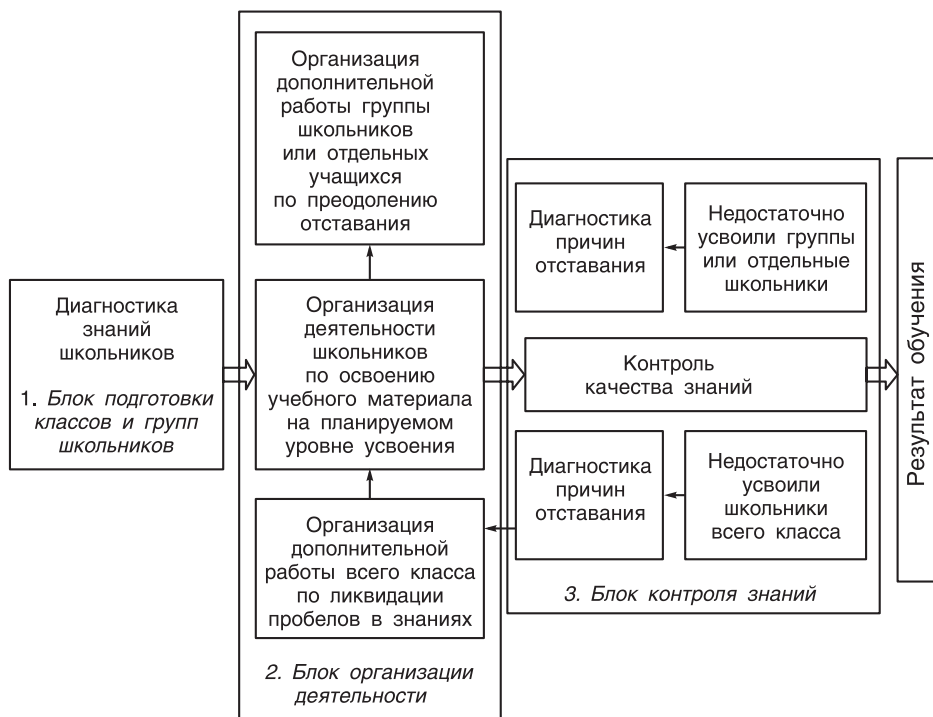 Диагностика
знаний
школьников
1. Блок подготовки
классов и групп
школьников
Организация
дополнительной
работы группы
школьников
или отдельных
учащихся
по преодолению
отставания
Организация
деятельности
школьников
по освоению
учебного материала
на планируемом
уровне усвоения
Организация
дополнительной
работы всего класса
по ликвидации
пробелов в знаниях
2. Блок организации
деятельности
Диагностика
причин
отставания
Недостаточно
усвоили группы
или отдельные
школьники
Контроль
качества знаний
Диагностика
причин
отставания
Недостаточно
усвоили
школьники
всего класса
3. Блок контроля знаний
Результат обучения